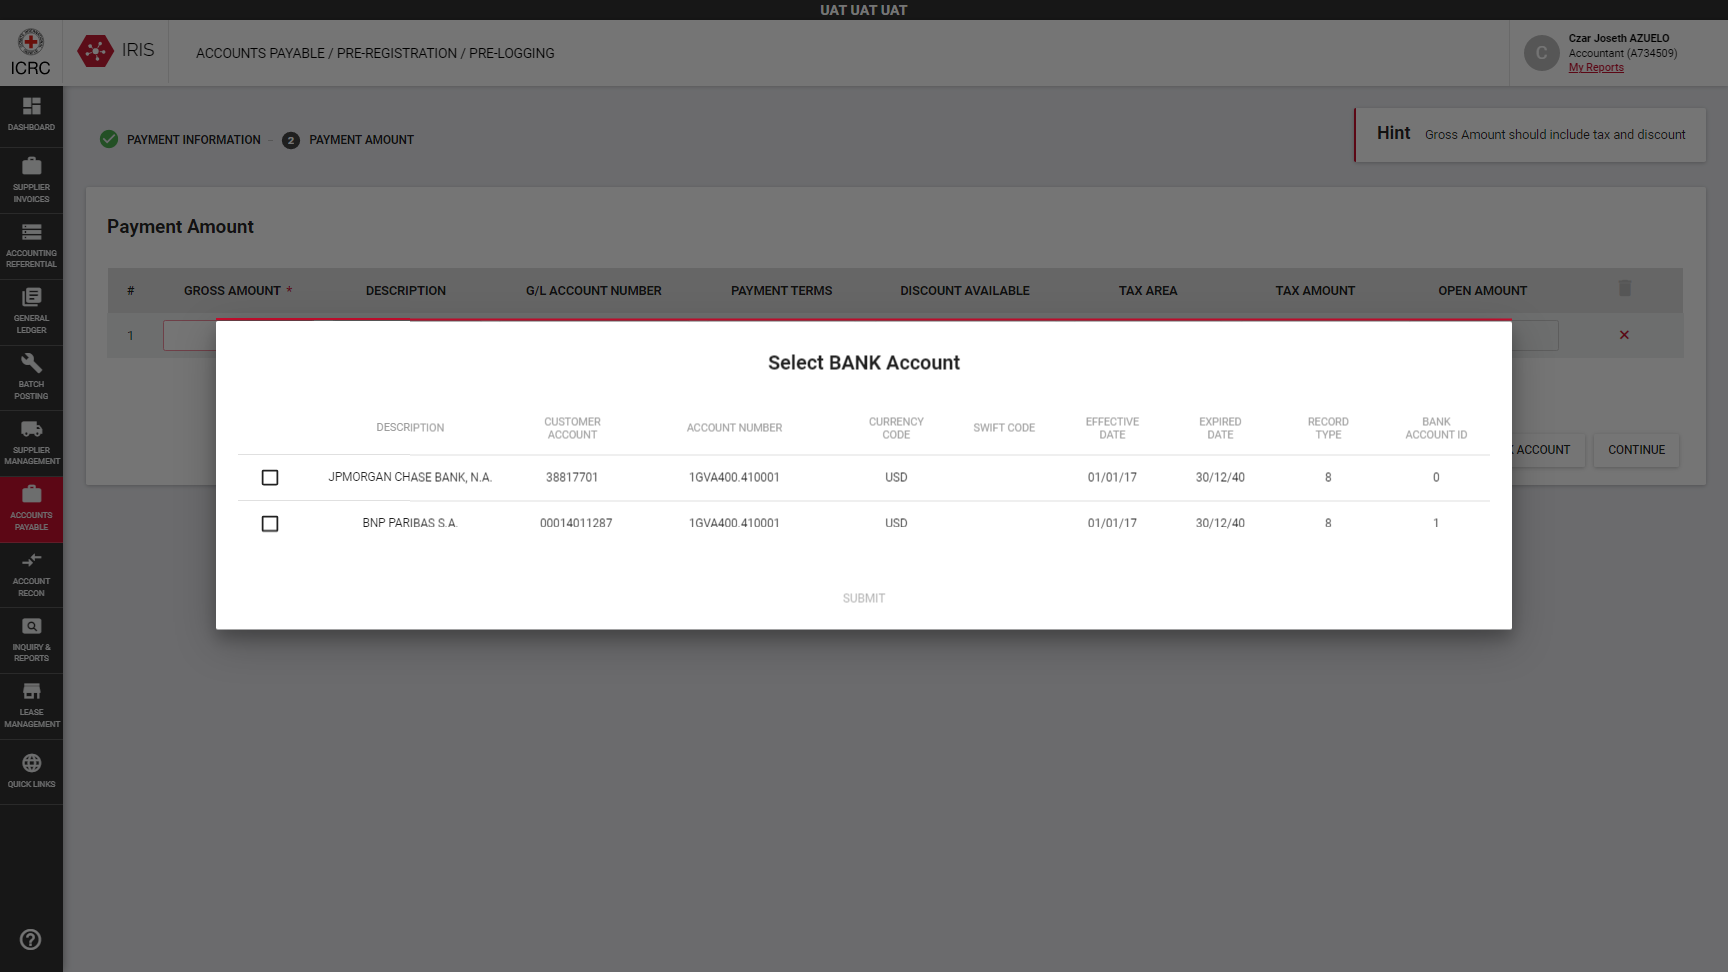 UAT UAT UAT
ICRC
IRIS
ACCOUNTS PAYABLE / PRE-REGISTRATION / PRE-LOGGING
C
Czar Joseth AZUELO
Accountant (A734509)
My Reports
DASHBOARD
SUPPLIER
INVOICES
ACCOUNTING
REFERENTIAL
GENERAL
LEDGER
BATCH
POSTING
SUPPLIER
MANAGEMENT
ACCOUNTS
PAYABLE
ACCOUNT
RECON
INQUIRY &
REPORTS
LEASE
MANAGEMENT
QUICK LINKS
PAYMENT INFORMATION
2 PAYMENT AMOUNT
Hint Gross Amount should include tax and discount
Payment Amount
# GROSS AMOUNT * DESCRIPTION G/L ACCOUNT NUMBER PAYMENT TERMS DISCOUNT AVAILABLE TAX AREA TAX AMOUNT OPEN AMOUNT
1
ACCOUNT CONTINUE
Select BANK Account
DESCRIPTION CUSTOMER ACCOUNT ACCOUNT NUMBER CURRENCY CODE SWIFT CODE EFFECTIVE DATE EXPIRED DATE RECORD TYPE BANK ACCOUNT ID
JPMORGAN CHASE BANK, N.A. 38817701 1GVA400.410001 USD 01/01/17 30/12/40 8 0
BNP PARIBAS S.A. 00014011287 1GVA400.410001 USD 01/01/17 30/12/40 8 1
SUBMIT